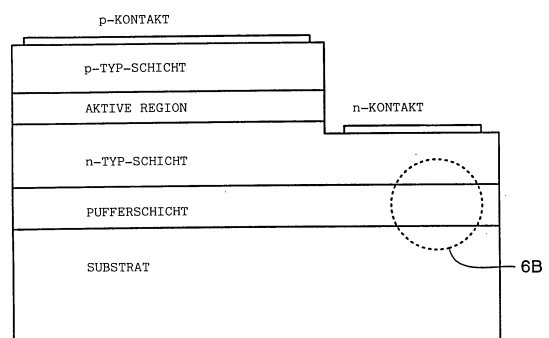 p-KONTAKT
p-TYP-SCHICHT
AKTIVE REGION
n-KONTAKT
n-TYP-SCHICHT
PUFFERSCHICHT
SUBSTRAT
6B